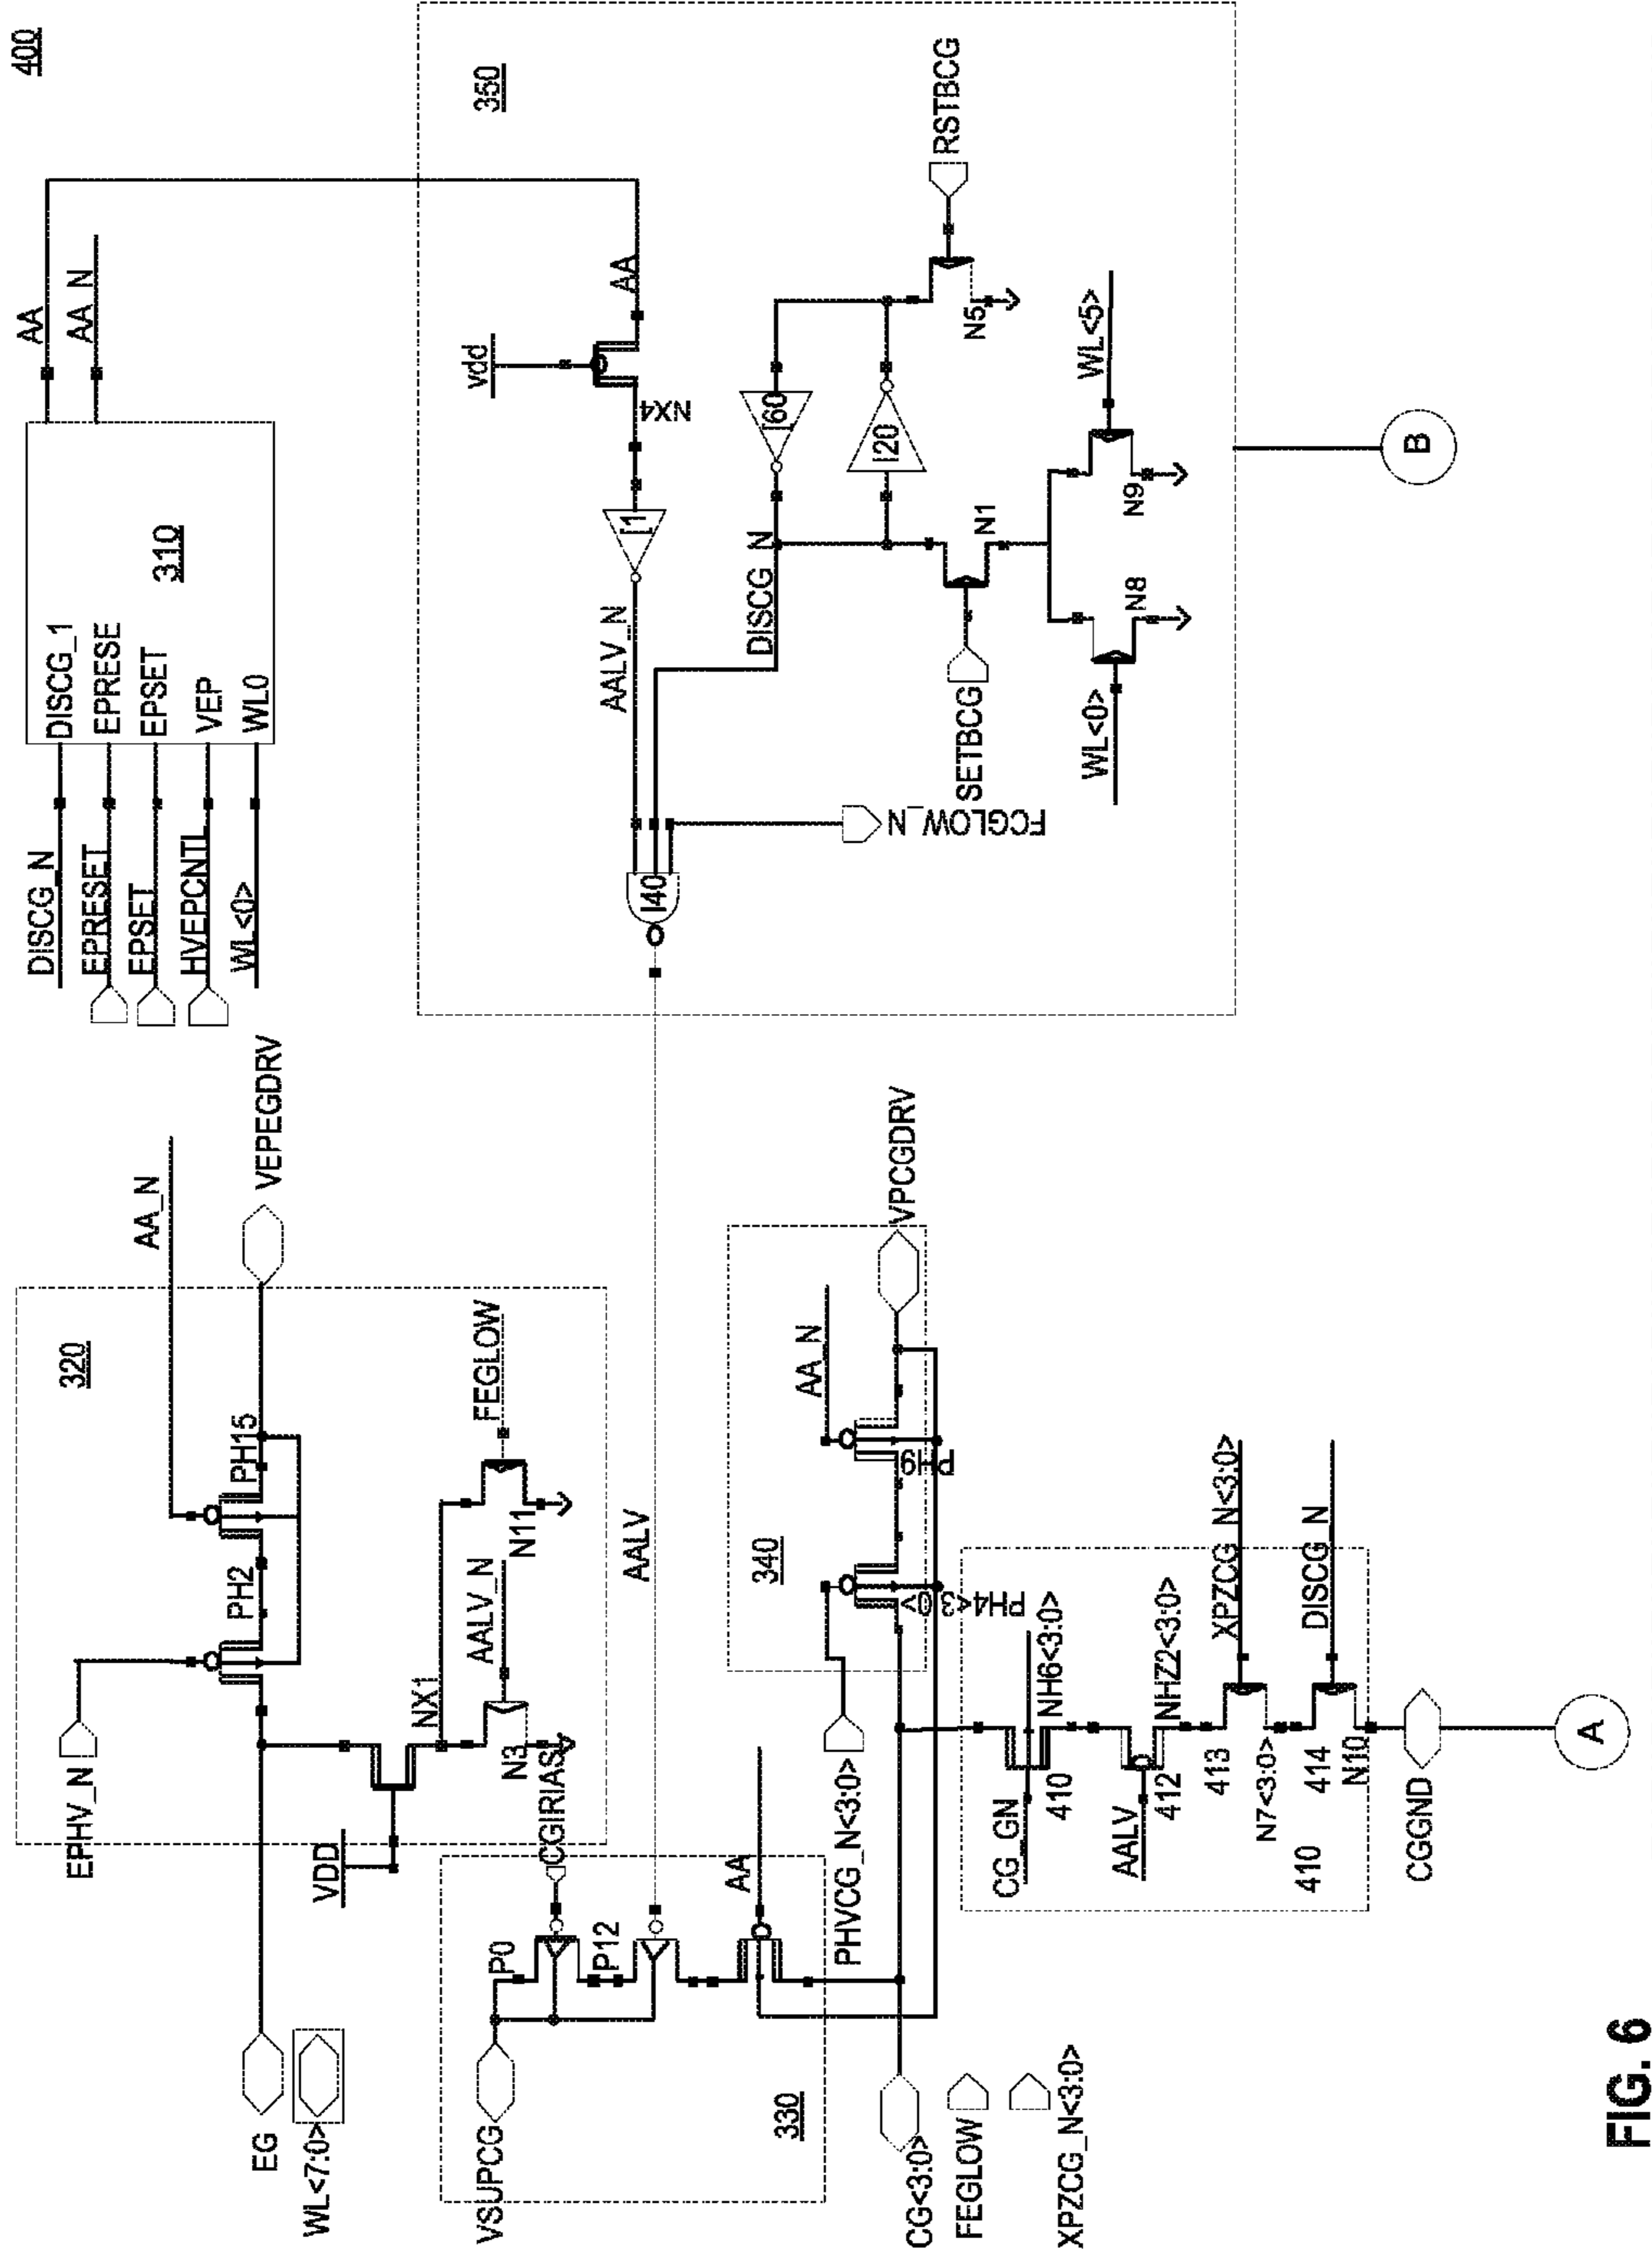 400
EG
WL<7:0>
EPHV_N
320
PH2
PH15
AA_N
VEPEGDRV
VDD
NX1
AALV_N
N3
FEGLOW
N11
DISCG_N
EPRESET
EPSET
HVEPCNTL
WL<0>
DISCG_1
EPRESE
EPSET
VEP
WL0
310
AA
AA_N
VSUPCG
P0
CGIRIAS
P12
AA
330
AALV
CG<3:0>
FEGLOW
XPZCG_N<3:0>
PHVCG_N<3:0>
340
PH4<3:0>
AA_N
PH9
VPCGDRV
CG_GN
NH6<3:0>
410
AALV
NHZ2<3:0>
412
XPZCG_N<3:0>
413
N7<3:0>
414
DISCG_N
N10
410
CGGND
A
350
vdd
AA
NX4
I1
AALV_N
I40
DISCG_N
FCGLOW_N
I60
I20
RSTBCG
N5
SETBCG
N1
WL<0>
N8
WL<5>
N9
B
FIG. 6